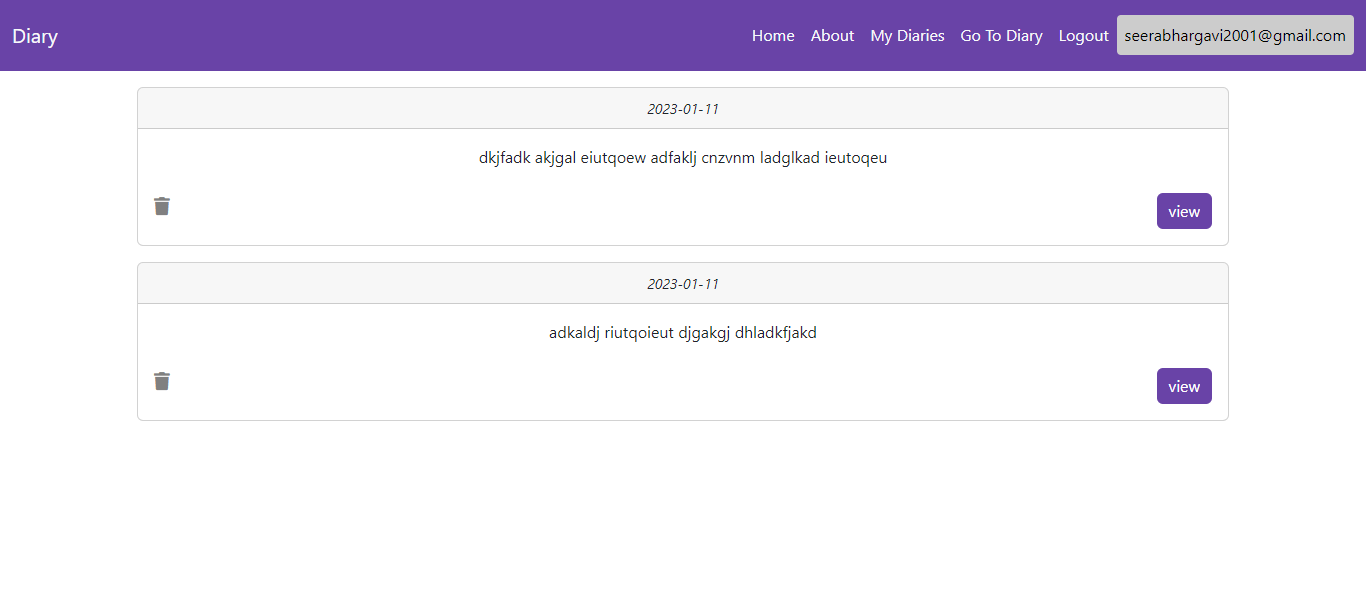 Diary Home About My Diaries Go To Diary Logout seerabhargavi2001@gmail.com
2023-01-11
dkjfadk akjgal eiutqoew adfaklj cnzvnm ladglkad ieutoqeu
view
2023-01-11
adkaldj riutqoieut djgakgj dhladkfjakd
view